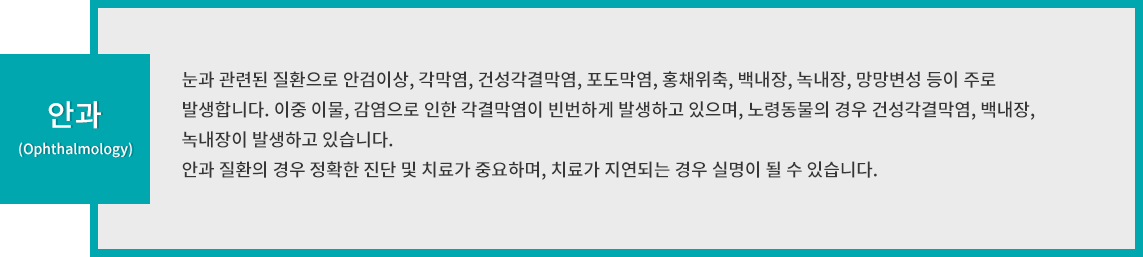 안과
(Ophthalmology)
눈과 관련된 질환으로 안검이상, 각막염, 건성각결막염, 포도막염, 홍채위축, 백내장, 녹내장, 망망변성 등이 주로
발생합니다. 이중 이물, 감염으로 인한 각결막염이 빈번하게 발생하고 있으며, 노령동물의 경우 건성각결막염, 백내장,
녹내장이 발생하고 있습니다.
안과 질환의 경우 정확한 진단 및 치료가 중요하며, 치료가 지연되는 경우 실명이 될 수 있습니다.